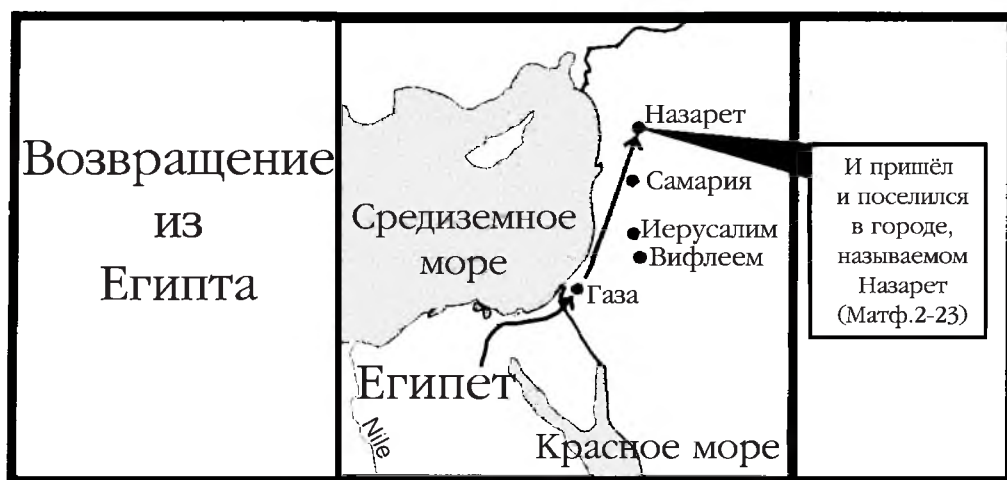 Возвращение
из
Египта
Назарет
Самария
Средиземное
море
Иерусалим
Вифлеем
Газа
Египет
Nile
Красное море
И пришёл
и поселился
в городе,
называемом
Назарет
(Матф.2-23)